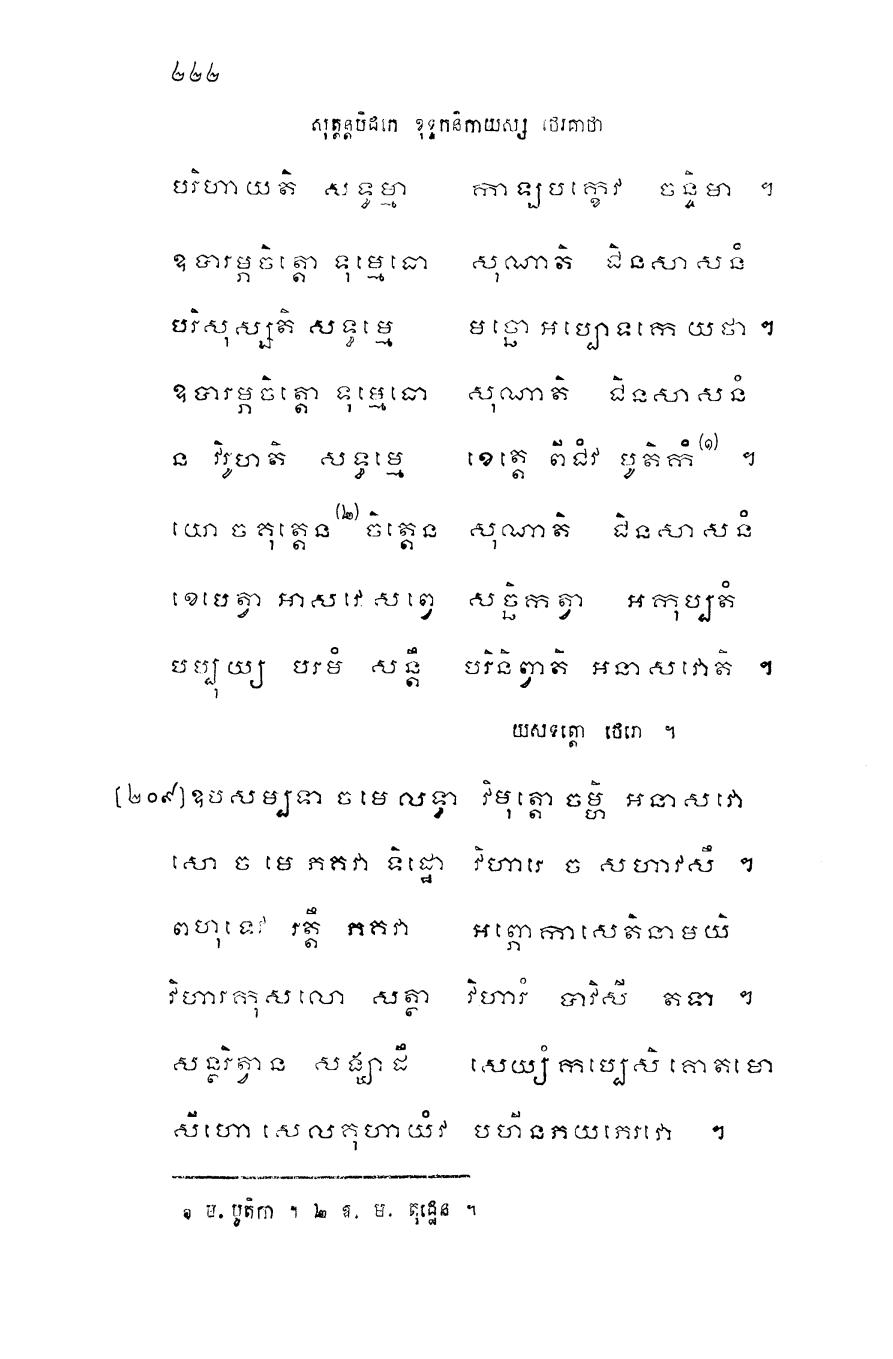 ២២២
សុត្តន្តបិដកេ ខុទ្ទកនិកាយស្ស ថេរគាថា
បរិហាយតិ សទ្ធម្មា កាឡបក្ខេវ ចន្ទិមា ។
ឧបារម្ភចិត្តោ ទុម្មេធោ សុណាតិ ជិនសាសនំ
បរិសុស្សតិ សទ្ធម្មេ មច្ឆោ អប្បោទកេ យថា ។
ឧបារម្ភចិត្តោ ទុម្មេធោ សុណាតិ ជិនសាសនំ
ន វិរូហតិ សទ្ធម្មេ ខេត្តេ ពីជំវ បូតិកំ (១) ។
យោ ច តុត្តេន (២) ចិត្តេន សុណាតិ ជិនសាសនំ
ខេបេត្វា អាសវេ សព្វេ សច្ឆិកត្វា អកុប្បតំ
បប្បុយ្យ បរមំ សន្តឹ បរិនិព្វាតិ អនាសវោតិ ។
យសទត្តោ ថេរោ ។
[២០៩] ឧបសម្បទា ច មេ លទ្ធា វិមុត្តោ ចម្ហិ អនាសវោ
សោ ច មេ ភគវា ទិដ្ឋោ វិហារេ ច សហាវសឹ ។
ពហុទេវ រត្តឹ ភគវា អព្ភោកាសេតិនាមយិ
វិហារកុសលោ សត្ថា វិហារំ បាវិសី តទា ។
សន្ថរិត្វាន សង្ឃាដឹ សេយ្យំ កប្បេសិ គោតមោ
សីហោ សេលគុហាយំវ បហីនភយភេរវោ ។
១ ម. បូតិកា ។ ២ ឧ. ម. តុដ្ឋេន ។